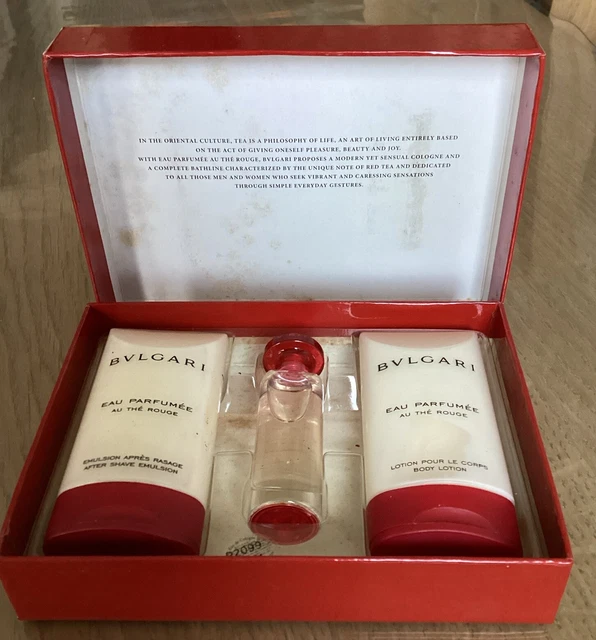 IN THE ORIENTAL CULTURE, TEA IS A PHILOSOPHY OF LIFE, AN ART OF LIVING ENTIRELY BASED
ON THE ACT OF GIVING ONESELF PLEASURE, BEAUTY AND JOY.
WITH EAU PARFUMÉE AU THÉ ROUGE, BVLGARI PROPOSES A MODERN YET SENSUAL COLOGNE AND
A COMPLETE BATHLINE CHARACTERIZED BY THE UNIQUE NOTE OF RED TEA AND DEDICATED
TO ALL THOSE MEN AND WOMEN WHO SEEK VIBRANT AND CARESSING SENSATIONS
THROUGH SIMPLE EVERYDAY GESTURES.
BVLGARI
EAU PARFUMÉE
AU THÉ ROUGE
EMULSION APRÈS RASAGE
AFTER SHAVE EMULSION
BVLGARI
EAU PARFUMÉE
AU THÉ ROUGE
LOTION POUR LE CORPS
BODY LOTION
02099